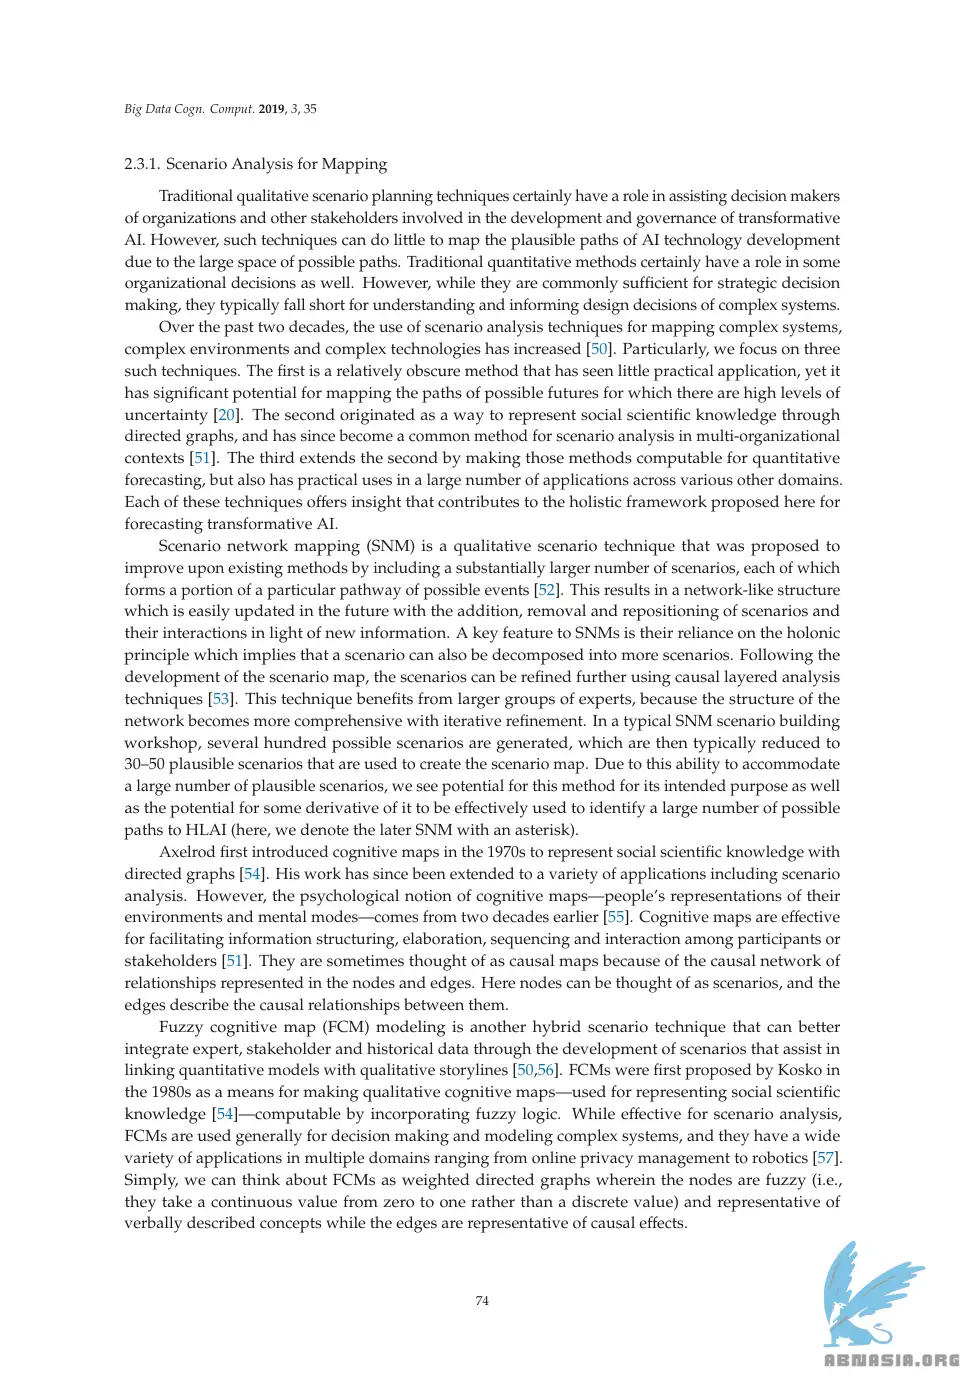 Big Data Cogn. Comput. 2019, 3, 35
2.3.1. Scenario Analysis for Mapping
Traditional qualitative scenario planning techniques certainly have a role in assisting decision makers
of organizations and other stakeholders involved in the development and governance of transformative
AI. However, such techniques can do little to map the plausible paths of AI technology development
due to the large space of possible paths. Traditional quantitative methods certainly have a role in some
organizational decisions as well. However, while they are commonly sufficient for strategic decision
making, they typically fall short for understanding and informing design decisions of complex systems.
Over the past two decades, the use of scenario analysis techniques for mapping complex systems,
complex environments and complex technologies has increased [50]. Particularly, we focus on three
such techniques. The first is a relatively obscure method that has seen little practical application, yet it
has significant potential for mapping the paths of possible futures for which there are high levels of
uncertainty [20]. The second originated as a way to represent social scientific knowledge through
directed graphs, and has since become a common method for scenario analysis in multi-organizational
contexts [51]. The third extends the second by making those methods computable for quantitative
forecasting, but also has practical uses in a large number of applications across various other domains.
Each of these techniques offers insight that contributes to the holistic framework proposed here for
forecasting transformative AI.
Scenario network mapping (SNM) is a qualitative scenario technique that was proposed to
improve upon existing methods by including a substantially larger number of scenarios, each of which
forms a portion of a particular pathway of possible events [52]. This results in a network-like structure
which is easily updated in the future with the addition, removal and repositioning of scenarios and
their interactions in light of new information. A key feature to SNMs is their reliance on the holonic
principle which implies that a scenario can also be decomposed into more scenarios. Following the
development of the scenario map, the scenarios can be refined further using causal layered analysis
techniques [53]. This technique benefits from larger groups of experts, because the structure of the
network becomes more comprehensive with iterative refinement. In a typical SNM scenario building
workshop, several hundred possible scenarios are generated, which are then typically reduced to
30–50 plausible scenarios that are used to create the scenario map. Due to this ability to accommodate
a large number of plausible scenarios, we see potential for this method for its intended purpose as well
as the potential for some derivative of it to be effectively used to identify a large number of possible
paths to HLAI (here, we denote the later SNM with an asterisk).
Axelrod first introduced cognitive maps in the 1970s to represent social scientific knowledge with
directed graphs [54]. His work has since been extended to a variety of applications including scenario
analysis. However, the psychological notion of cognitive maps—people's representations of their
environments and mental modes—comes from two decades earlier [55]. Cognitive maps are effective
for facilitating information structuring, elaboration, sequencing and interaction among participants or
stakeholders [51]. They are sometimes thought of as causal maps because of the causal network of
relationships represented in the nodes and edges. Here nodes can be thought of as scenarios, and the
edges describe the causal relationships between them.
Fuzzy cognitive map (FCM) modeling is another hybrid scenario technique that can better
integrate expert, stakeholder and historical data through the development of scenarios that assist in
linking quantitative models with qualitative storylines [50,56]. FCMs were first proposed by Kosko in
the 1980s as a means for making qualitative cognitive maps—used for representing social scientific
knowledge [54]—computable by incorporating fuzzy logic. While effective for scenario analysis,
FCMs are used generally for decision making and modeling complex systems, and they have a wide
variety of applications in multiple domains ranging from online privacy management to robotics [57].
Simply, we can think about FCMs as weighted directed graphs wherein the nodes are fuzzy (i.e.,
they take a continuous value from zero to one rather than a discrete value) and representative of
verbally described concepts while the edges are representative of causal effects.
74
ABNASIA.ORG